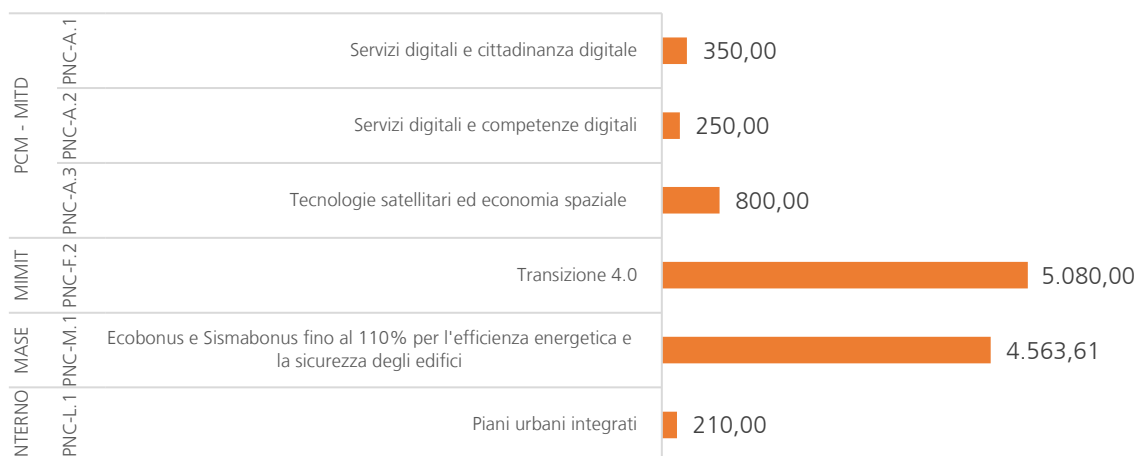 PCM - MITD
PNC-A.1
Servizi digitali e cittadinanza digitale
350,00
PNC-A.2
Servizi digitali e competenze digitali
250,00
PNC-A.3
Tecnologie satellitari ed economia spaziale
800,00
MIMIT
PNC-F.2
Transizione 4.0
5.080,00
MASE
PNC-M.1
Ecobonus e Sismabonus fino al 110% per l'efficienza energetica e
la sicurezza degli edifici
4.563,61
NTERNO
PNC-L.1
Piani urbani integrati
210,00